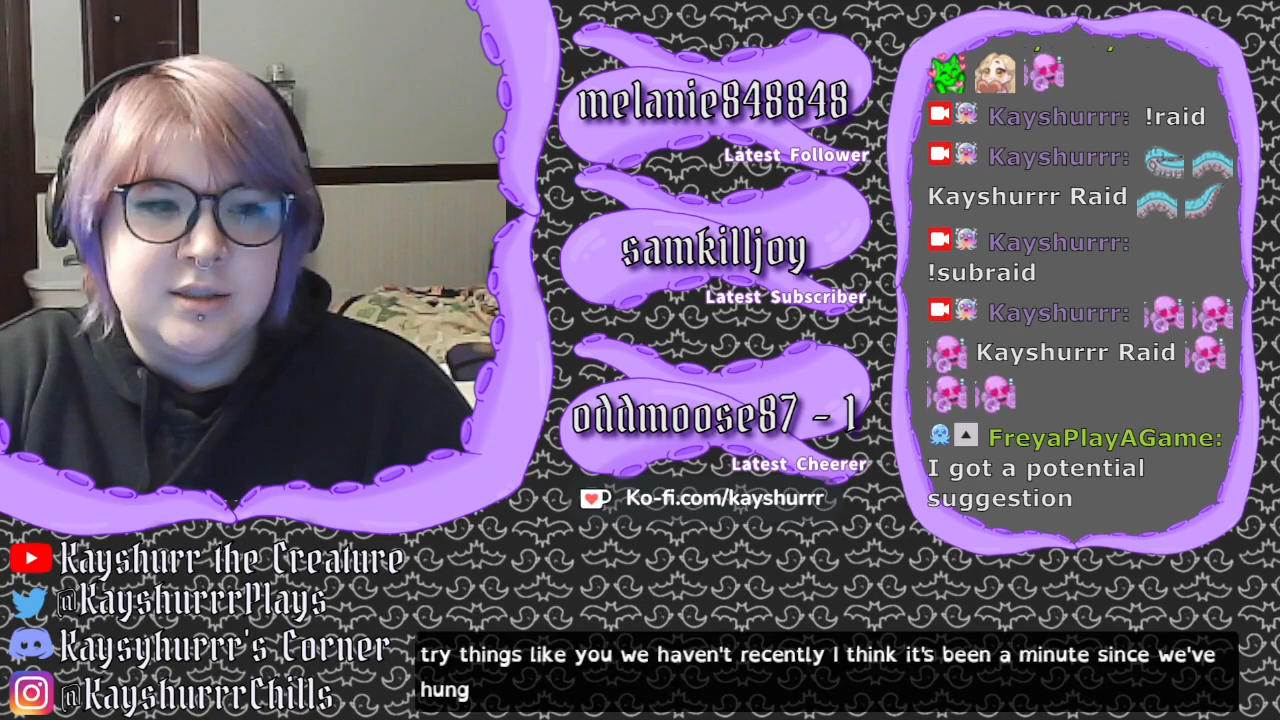 melanie848848
Latest Follower
samkilljoy
Latest Subscriber
oddmoose87 - 1
Latest Cheerer
Ko-fi.com/kayshurrr
Kayshurrr: !raid
Kayshurrr:
Kayshurrr Raid
Kayshurrr:
!subraid
Kayshurrr:
Kayshurrr Raid
FreyaPlayAGame:
I got a potential
suggestion
Kayshurr the Creature
@KayshurrrPlays
Kaysyhurrr's Corner
@KayshurrrChills
try things like you we haven't recently I think it's been a minute since we've
hung